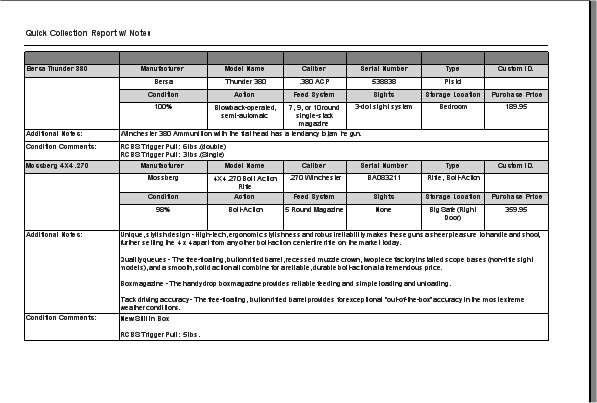 Quick Collection Report w/ Notes
Bersa Thunder 380 Manufacturer Model Name Caliber Serial Number Type Custom ID.
Bersa Thunder 380 .380 ACP 538838 Pistol
Condition Action Feed System Sights Storage Location Purchase Price
100% Blowback-operated, 7, 9, or 10 round 3-dot sight system Bedroom 189.95
semi-automatic single-stack
magazine
Additional Notes: Winchester 380 Ammunition with the flat head has a tendancy to jam the gun.
Condition Comments: RCBS Trigger Pull: 6 lbs. (double)
RCBS Trigger Pull: 3 lbs. (Single)
Mossberg 4X4 .270 Manufacturer Model Name Caliber Serial Number Type Custom ID.
Mossberg 4X4 .270 Bolt Action .270 Winchester BA083211 Rifle, Bolt-Action
Rifle
Condition Action Feed System Sights Storage Location Purchase Price
98% Bolt-Action 5 Round Magazine None Big Safe (Right 359.95
Door)
Additional Notes: Unique, stylish design - High-tech, ergonomic stylishness and robust reliability makes these guns a sheer pleasure to handle and shoot,
further setting the 4 x 4 apart from any other bolt-action centerfire rifle on the market today.
Quality queues - The free-floating, button rifled barrel, recessed muzzle crown, two piece factory installed scope bases (non-rifle sight
models), and a smooth, solid action all combine for a reliable, durable bolt-action at a tremendous price.
Box magazine - The handy drop box magazine provides reliable feeding and simple loading and unloading.
Tack driving accuracy - The free-floating, button rifled barrel provides for exceptional "out-of-the-box" accuracy in the most extreme
weather conditions.
Condition Comments: New Still in Box
RCBS Trigger Pull: 5 lbs.